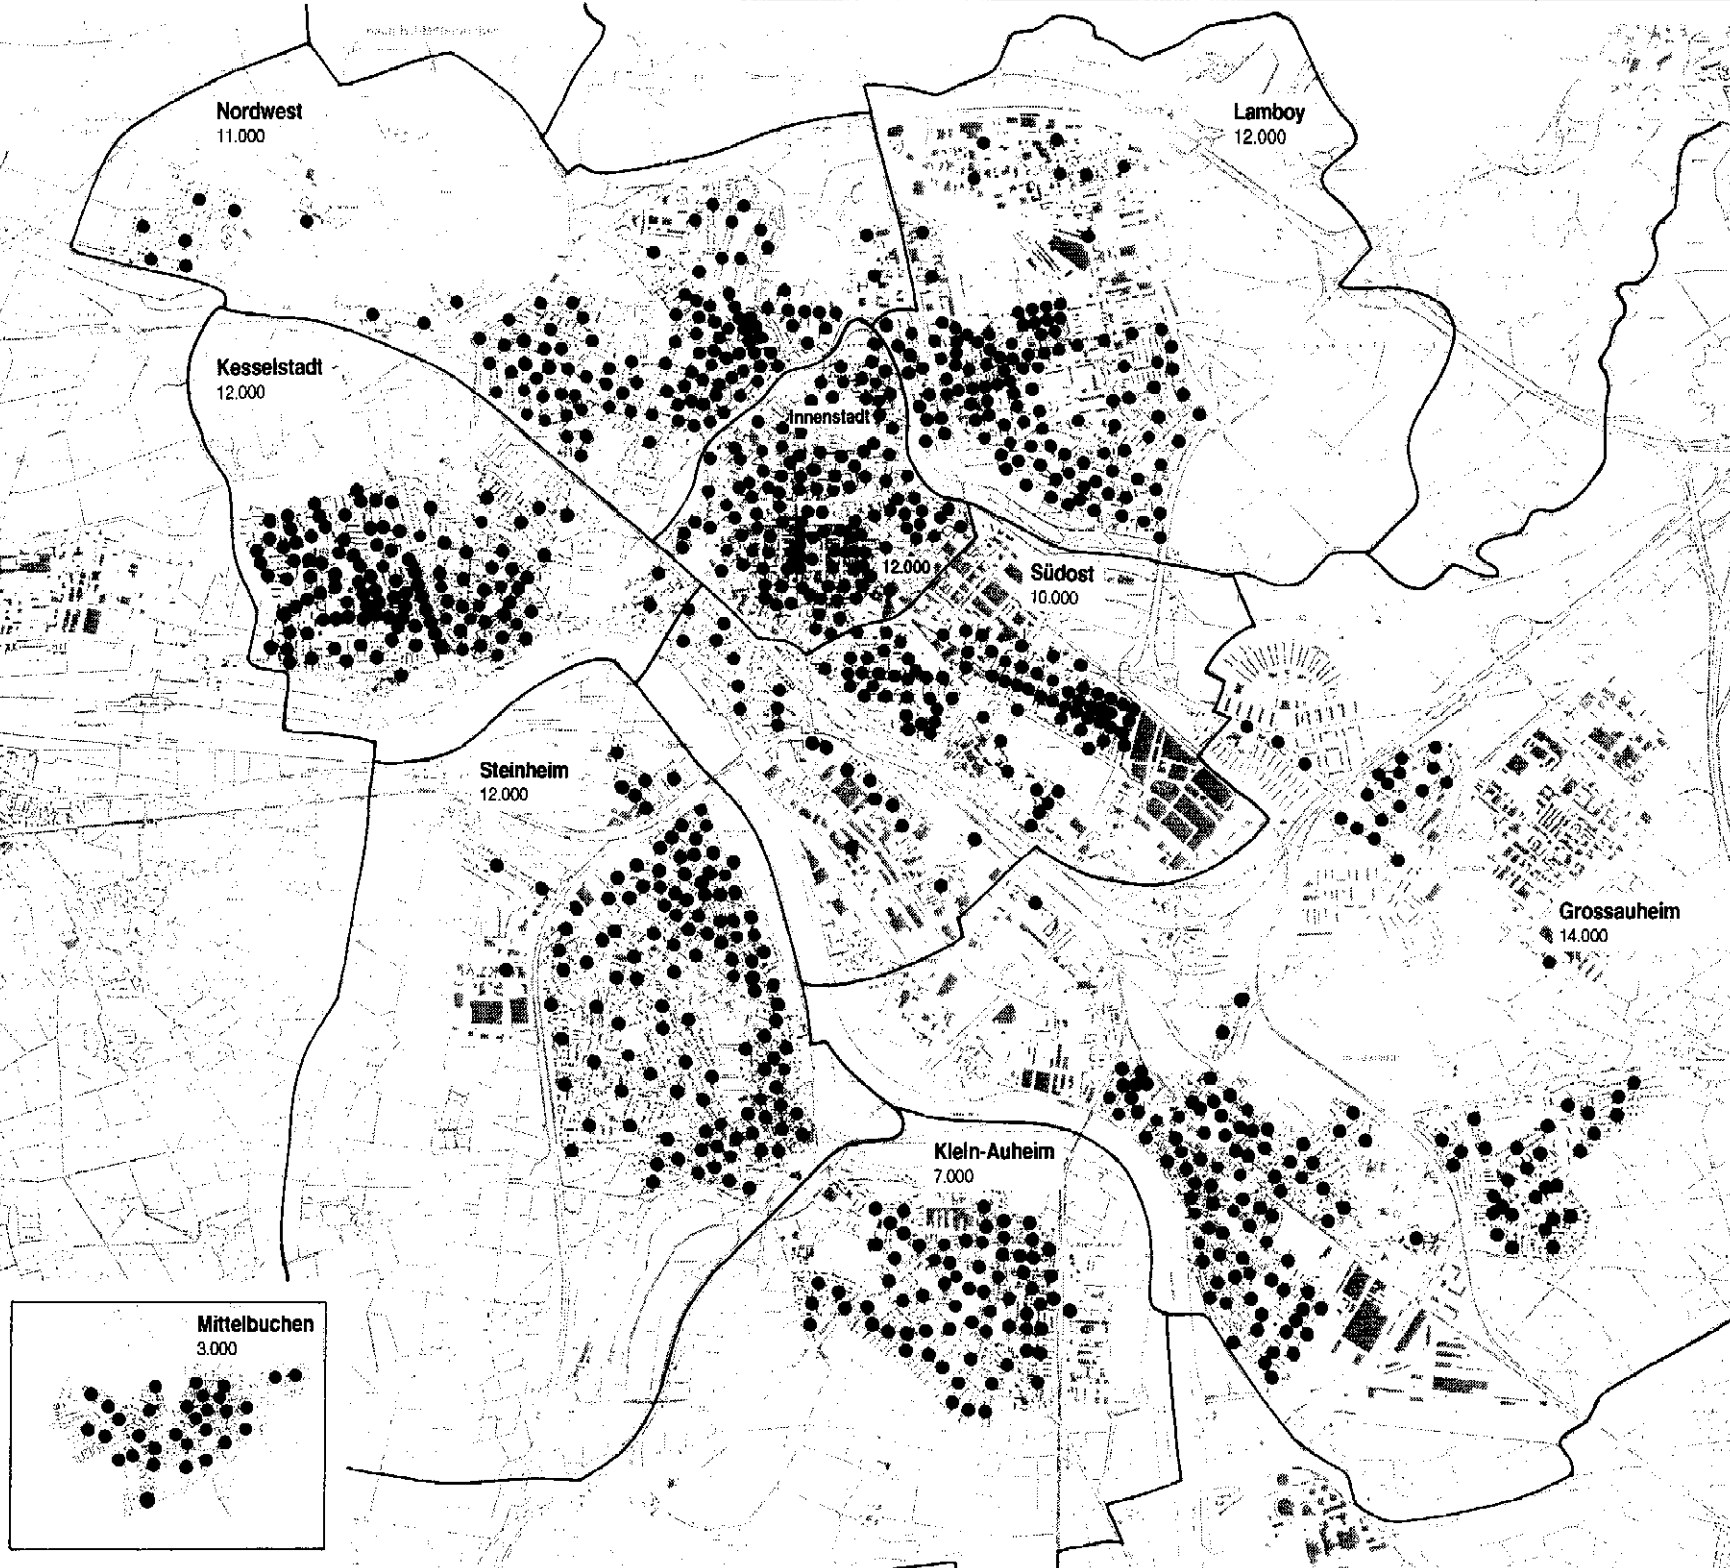 Nordwest
11.000
Lamboy
12.000
Kesselstadt
12.000
Innenstadt
12.000
Südost
10.000
Steinheim
12.000
Grossauheim
14.000
Klein-Auheim
7.000
Mittelbuchen
3.000